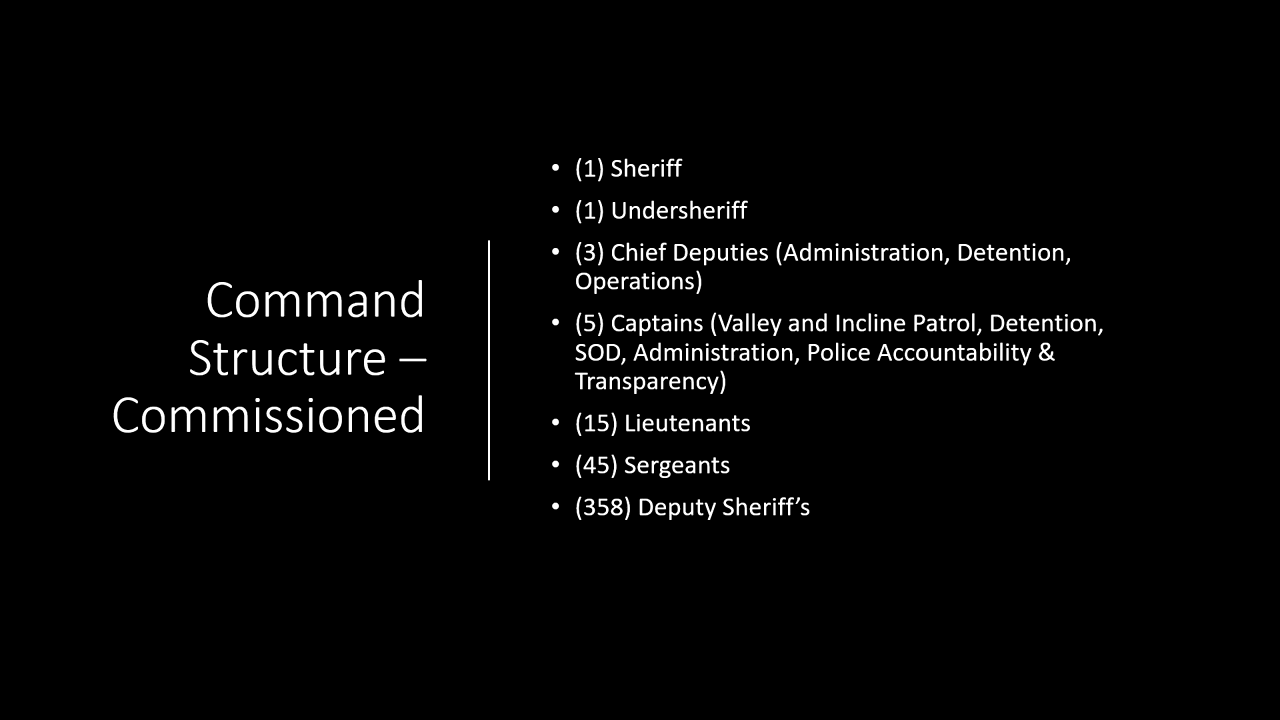 Command
Structure –
Commissioned
• (1) Sheriff
• (1) Undersheriff
• (3) Chief Deputies (Administration, Detention,
Operations)
• (5) Captains (Valley and Incline Patrol, Detention,
SOD, Administration, Police Accountability &
Transparency)
• (15) Lieutenants
• (45) Sergeants
• (358) Deputy Sheriff’s